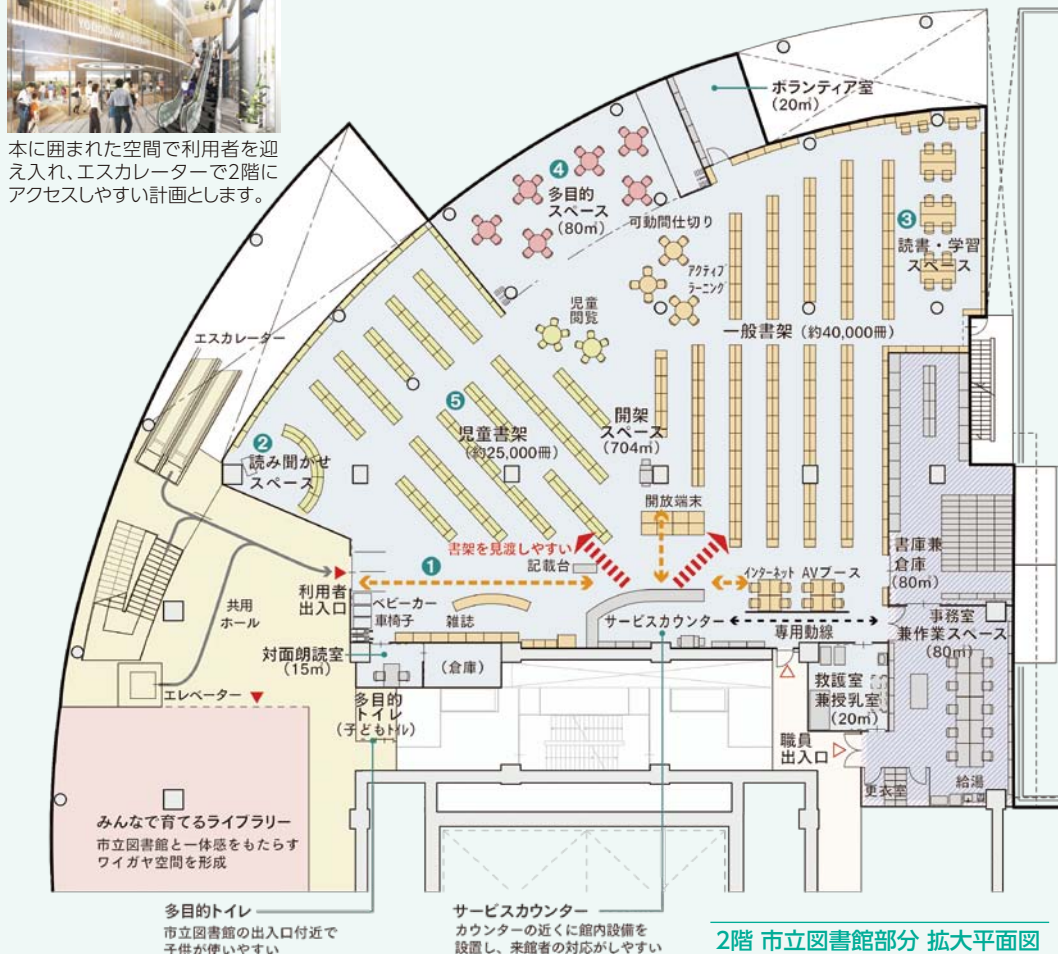 YODOGAWA
本に囲まれた空間で利用者を迎
え入れ、エスカレーターで2階に
アクセスしやすい計画とします。
ボランティア室
(20㎡)
④
多目的
スペース
(80㎡)
可動間仕切り
③
読書・学習
スペース
アクティブ
ラーニング
児童
閲覧
一般書架(約40,000冊)
エスカレーター
⑤
児童書架
(約25,000冊)
開架
スペース
(704㎡)
②
読み聞かせ
スペース
開放端末
書架を見渡しやすい
記載台
①
書庫兼
倉庫
(80㎡)
インターネット AVブース
利用者
出入口
ベビーカー
車椅子
雑誌
共用
ホール
サービスカウンター
専用動線
事務室
兼作業スペース
(80㎡)
対面朗読室
(15㎡)
(倉庫)
救護室
兼授乳室
(20㎡)
エレベーター
多目的
トイレ
(子どもトイレ)
職員
出入口
更衣室
給湯
みんなで育てるライブラリー
市立図書館と一体感をもたらす
ワイガヤ空間を形成
多目的トイレ
市立図書館の出入口付近で
子供が使いやすい
サービスカウンター
カウンターの近くに館内設備を
設置し、来館者の対応がしやすい
2階 市立図書館部分 拡大平面図